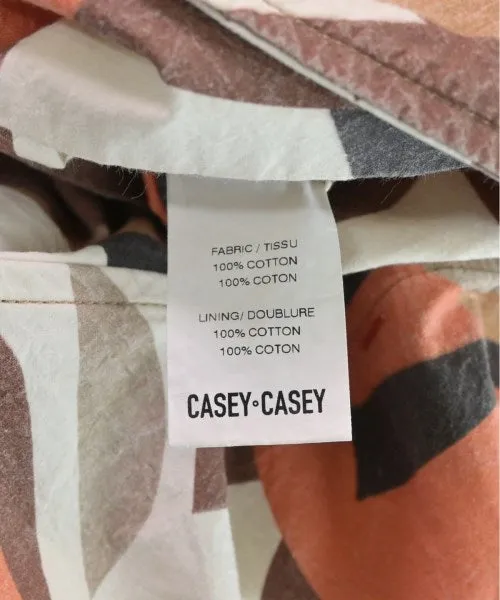 FABRIC / TISSU
100% COTTON
100% COTON
LINING/ DOUBLURE
100% COTTON
100% COTON
CASEY∘CASEY